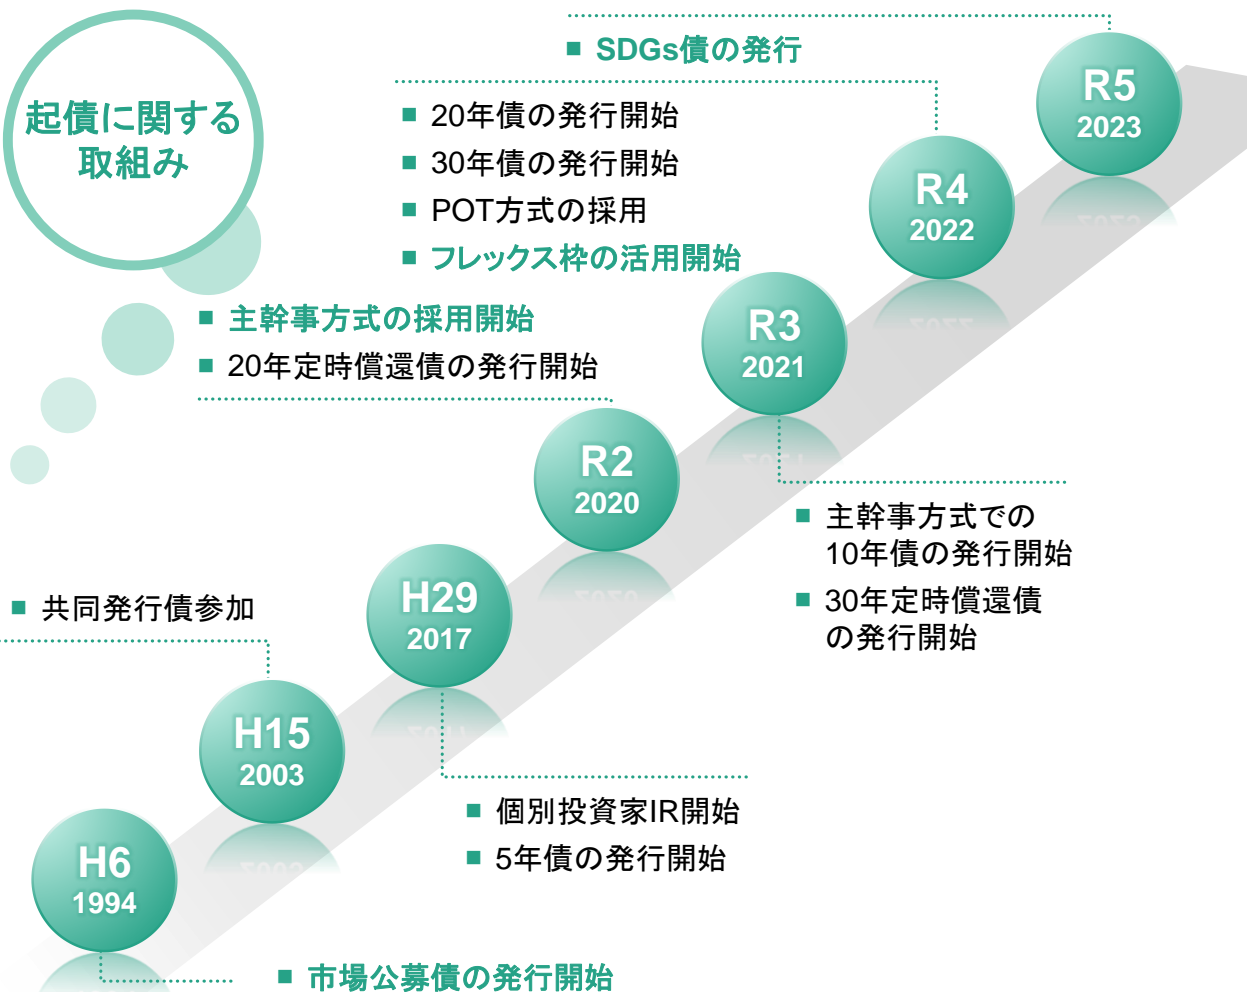 起債に関する
取組み
■ SDGs債の発行
R5
2023
■ 20年債の発行開始
■ 30年債の発行開始
■ POT方式の採用
■ フレックス枠の活用開始
R4
2022
■ 主幹事方式の採用開始
■ 20年定時償還債の発行開始
R3
2021
R2
2020
■ 主幹事方式での
10年債の発行開始
■ 30年定時償還債
の発行開始
■ 共同発行債参加
H29
2017
H15
2003
■ 個別投資家IR開始
■ 5年債の発行開始
H6
1994
■ 市場公募債の発行開始